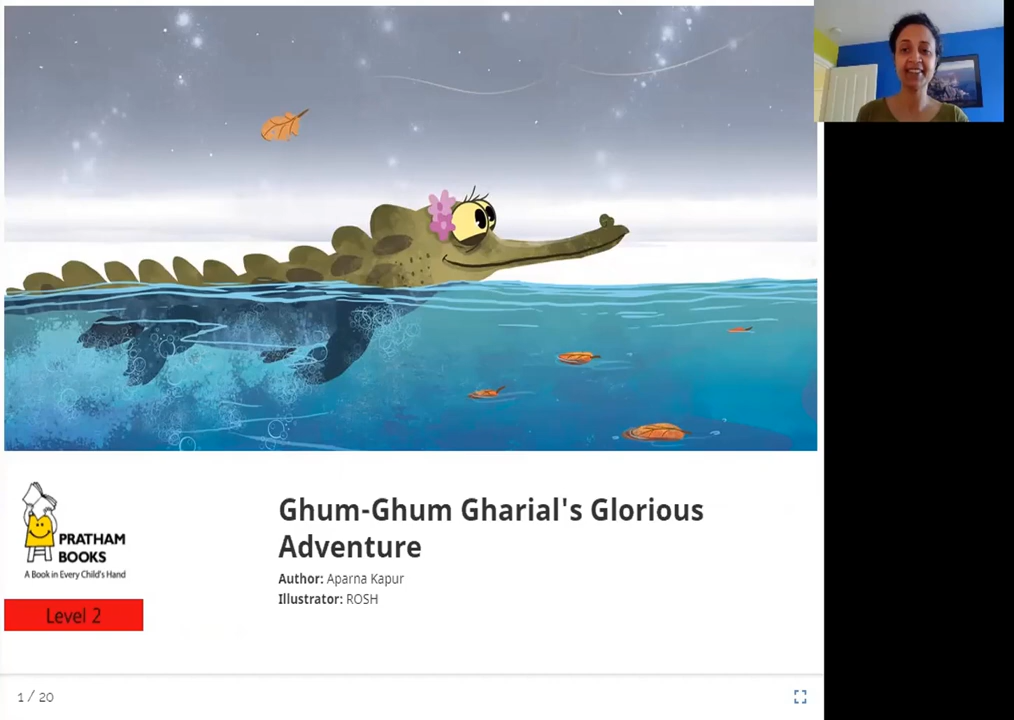 PRATHAM
BOOKS
A Book in Every Child's Hand
Level 2
Ghum-Ghum Gharial's Glorious
Adventure
Author: Aparna Kapur
Illustrator: ROSH
1 / 20